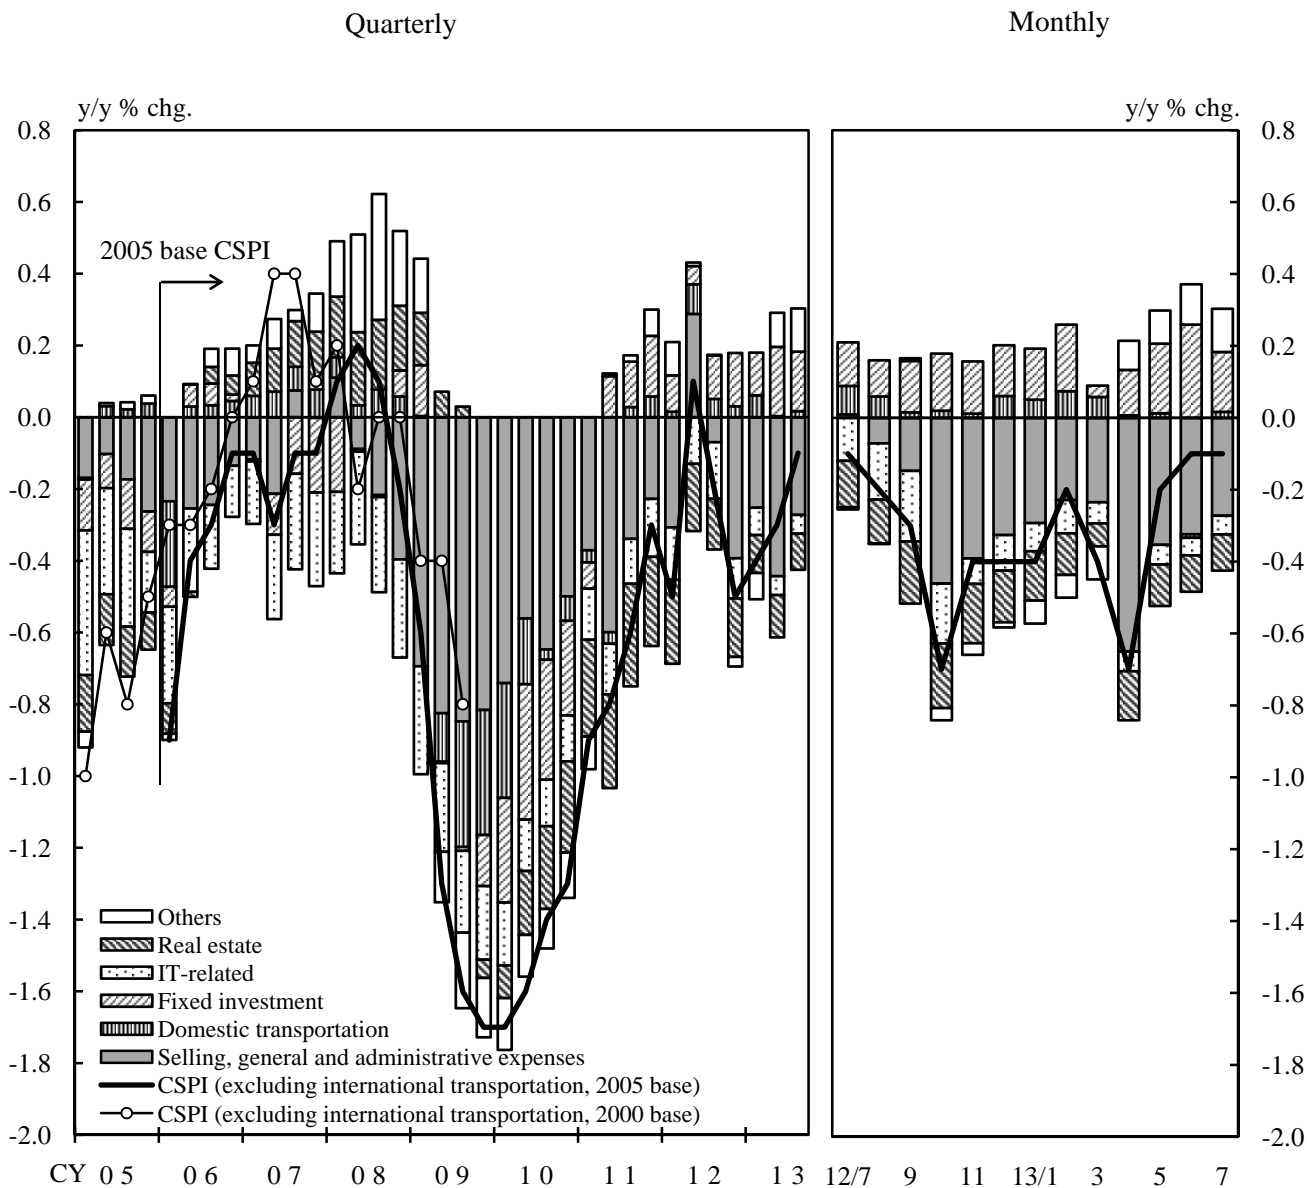 Quarterly
Monthly
y/y % chg.
y/y % chg.
0.8
0.6
0.4
0.2
0.0
-0.2
-0.4
-0.6
-0.8
-1.0
-1.2
-1.4
-1.6
-1.8
-2.0
0.8
0.6
0.4
0.2
0.0
-0.2
-0.4
-0.6
-0.8
-1.0
-1.2
-1.4
-1.6
-1.8
-2.0
2005 base CSPI
Others
Real estate
IT-related
Fixed investment
Domestic transportation
Selling, general and administrative expenses
CSPI (excluding international transportation, 2005 base)
CSPI (excluding international transportation, 2000 base)
CY 05 06 07 08 09 10 11 12 13
12/7 9 11 13/1 3 5 7